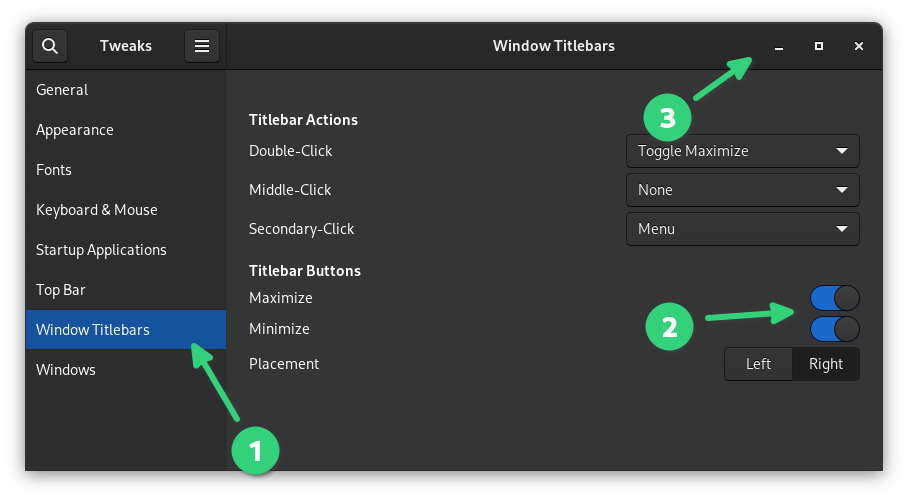 Tweaks
Window Titlebars
General
Appearance
Fonts
Keyboard & Mouse
Startup Applications
Top Bar
Window Titlebars
Windows
3
Titlebar Actions
Double-Click Toggle Maximize
Middle-Click None
Secondary-Click Menu
Titlebar Buttons
Maximize
Minimize
2
Placement Left Right
1